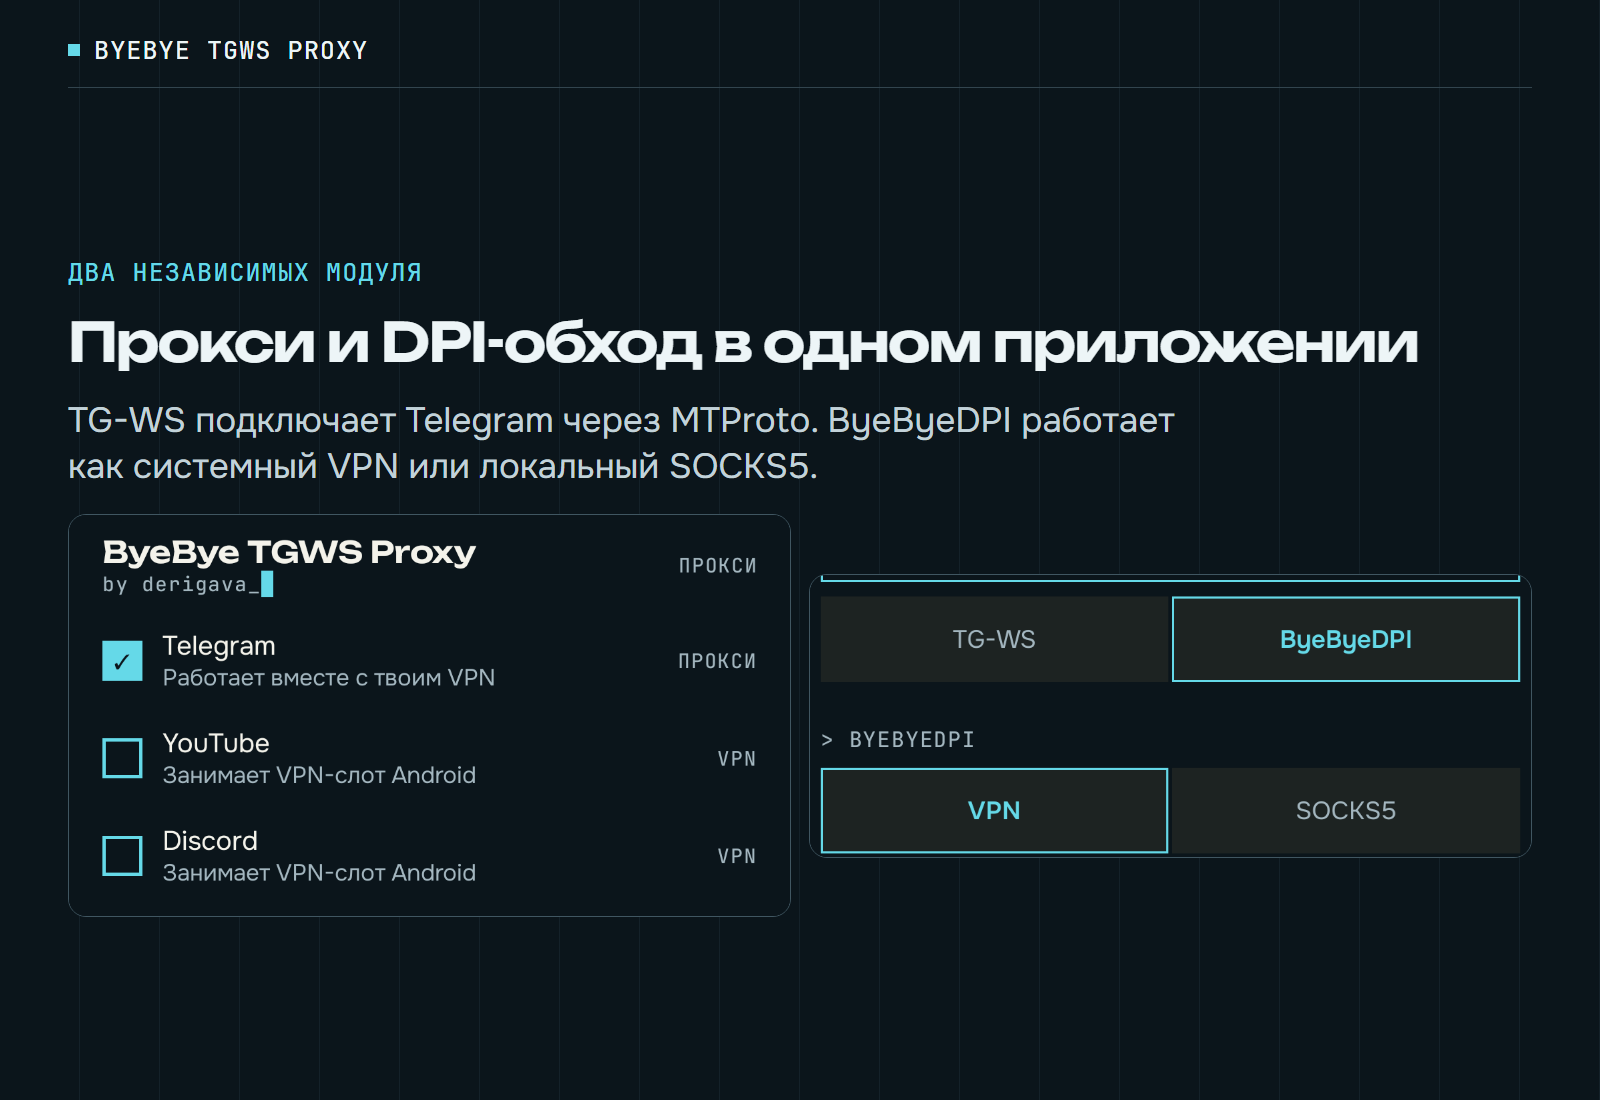 BYEBYE TGWS PROXY
ДВА НЕЗАВИСИМЫХ МОДУЛЯ
Прокси и DPI-обход в одном приложении
TG-WS подключает Telegram через MTProto. ByeByeDPI работает
как системный VPN или локальный SOCKS5.
ByeBye TGWS Proxy
by derigava_
ПРОКСИ
Telegram
Работает вместе с твоим VPN
ПРОКСИ
YouTube
Занимает VPN-слот Android
VPN
Discord
Занимает VPN-слот Android
VPN
TG-WS
ByeByeDPI
> BYEBYEDPI
VPN
SOCKS5